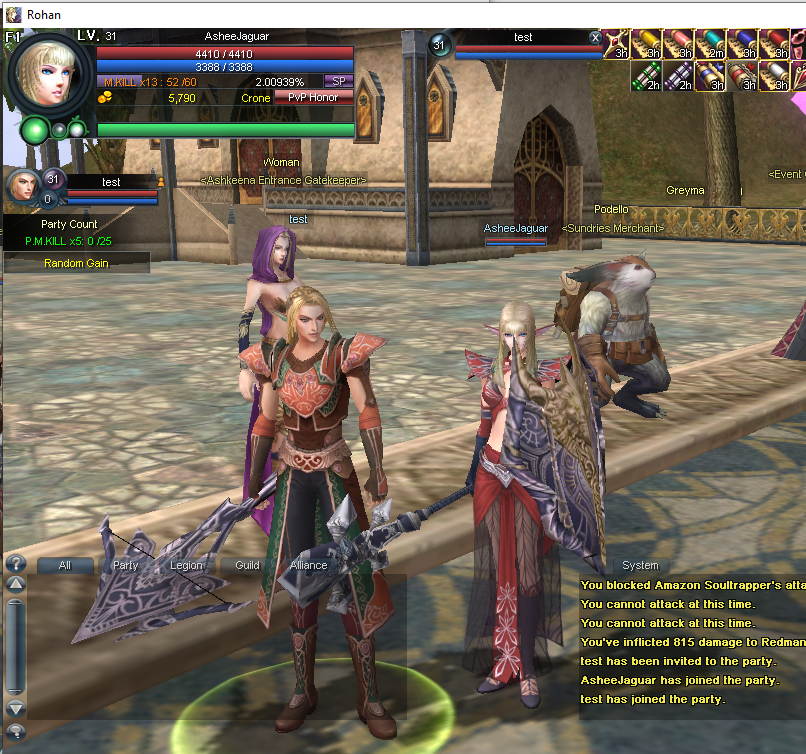 Rohan
F1
LV. 31
AsheeJaguar
4410 / 4410
3388 / 3388
M.KILL x13 : 52 /60
2.00939%
SP
5,790
Crone
PvP Honor
31
test
3h
3h
3h
2m
3h
3h
2h
2h
3h
3h
3h
31
test
0
Party Count
P.M.KILL x5: 0 /25
Random Gain
Woman
<Ashkeena Entrance Gatekeeper>
test
AsheeJaguar
Podello
<Sundries Merchant>
Greyma
<Event
All
Party
Legion
Guild
Alliance
System
You blocked Amazon Soultrapper's atta
You cannot attack at this time.
You cannot attack at this time.
You've inflicted 815 damage to Redman
test has been invited to the party.
AsheeJaguar has joined the party.
test has joined the party.